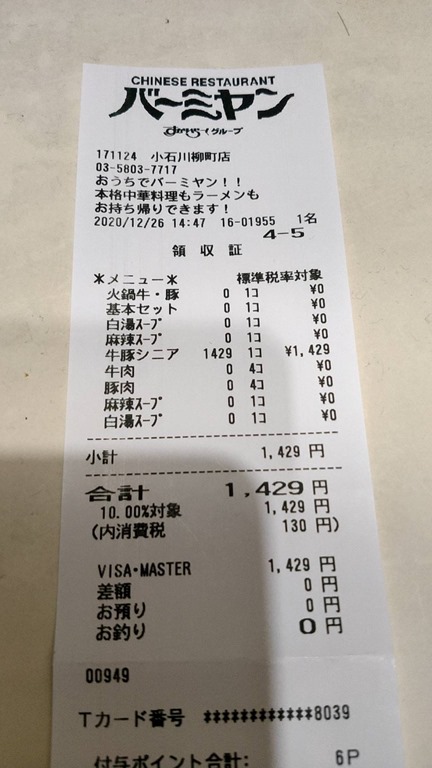 CHINESE RESTAURANT
バーミヤン
すかいらーくグループ
171124 小石川柳町店
03-5803-7717
おうちでバーミヤン！！
本格中華料理もラーメンも
お持ち帰りできます！
2020/12/26 14:47 16-01955 1名
4-5
領収証
＊メニュー＊ 標準税率対象
火鍋牛・豚 0 1コ ¥0
基本セット 0 1コ ¥0
白湯ｽｰﾌﾟ 0 1コ ¥0
麻辣ｽｰﾌﾟ 0 1コ ¥0
牛豚シニア 1429 1コ ¥1,429
牛肉 0 4コ ¥0
豚肉 0 4コ ¥0
麻辣ｽｰﾌﾟ 0 1コ ¥0
白湯ｽｰﾌﾟ 0 1コ ¥0
小計 1,429 円
合計 1,429 円
10.00%対象 1,429 円
(内消費税 130 円)
VISA・MASTER 1,429 円
差額 0 円
お預り 0 円
お釣り 0 円
00949
Tカード番号 ************8039
付与ポイント合計: 6P